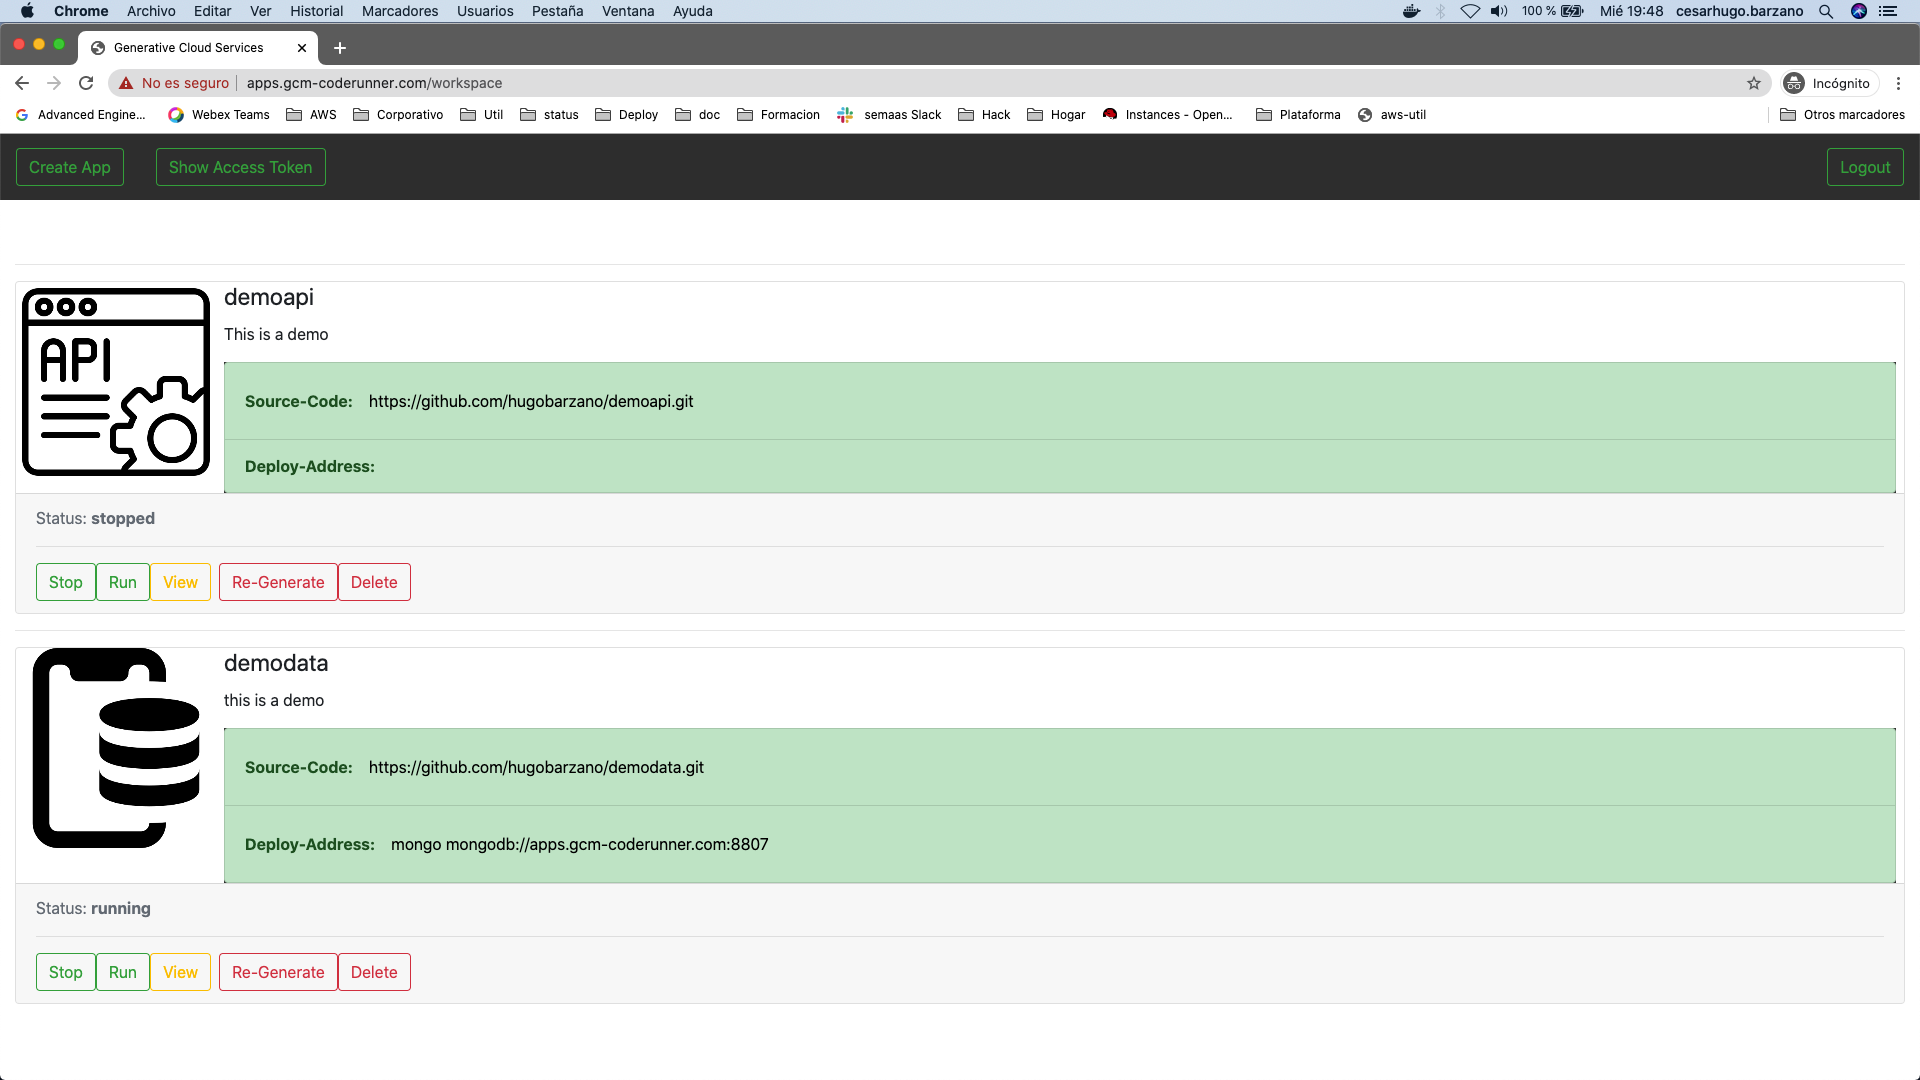 Chrome Archivo Editar Ver Historial Marcadores Usuarios Pestaña Ventana Ayuda 100 % Mié 19:48 cesarhugo.barzano
Generative Cloud Services
No es seguro apps.gcm-coderunner.com/workspace Incógnito
Advanced Engine... Webex Teams AWS Corporativo Util status Deploy doc Formacion semaas Slack Hack Hogar Instances - Open... Plataforma aws-util Otros marcadores
Create App Show Access Token Logout
demoapi
API
This is a demo
Source-Code: https://github.com/hugobarzano/demoapi.git
Deploy-Address:
Status: stopped
Stop Run View Re-Generate Delete
demodata
this is a demo
Source-Code: https://github.com/hugobarzano/demodata.git
Deploy-Address: mongo mongodb://apps.gcm-coderunner.com:8807
Status: running
Stop Run View Re-Generate Delete